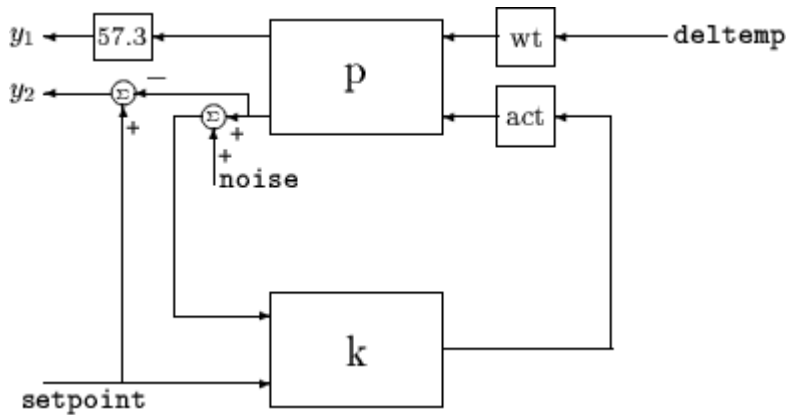 y₁ 57.3 wt deltemp
p
y₂ Σ −
Σ + act
+
+
noise
k
setpoint